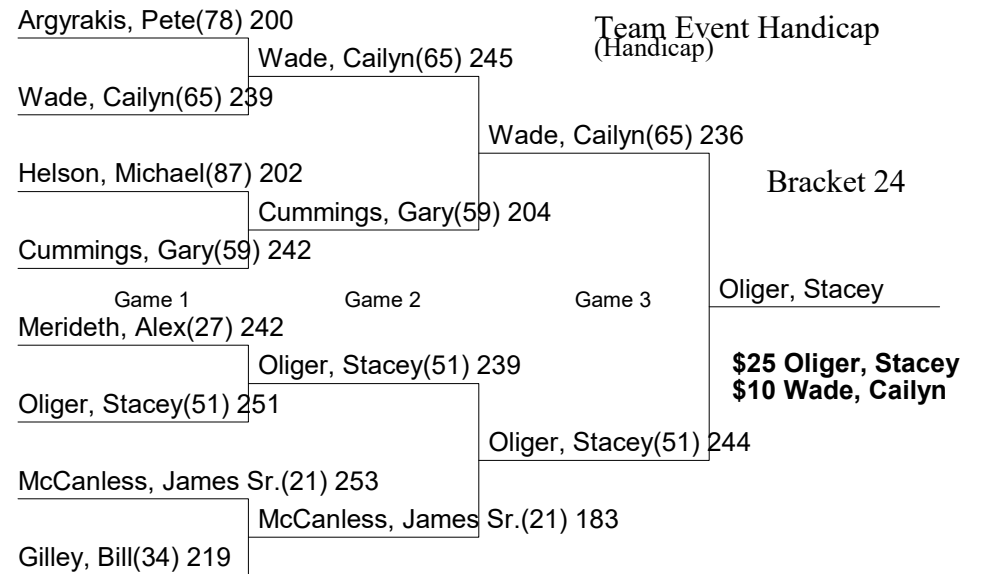 Argyrakis, Pete(78) 200
Team Event Handicap
(Handicap)
Wade, Cailyn(65) 245
Wade, Cailyn(65) 239
Wade, Cailyn(65) 236
Helson, Michael(87) 202
Bracket 24
Cummings, Gary(59) 204
Cummings, Gary(59) 242
Game 1 Game 2 Game 3
Oliger, Stacey
Merideth, Alex(27) 242
Oliger, Stacey(51) 239
$25 Oliger, Stacey
$10 Wade, Cailyn
Oliger, Stacey(51) 251
Oliger, Stacey(51) 244
McCanless, James Sr.(21) 253
McCanless, James Sr.(21) 183
Gilley, Bill(34) 219